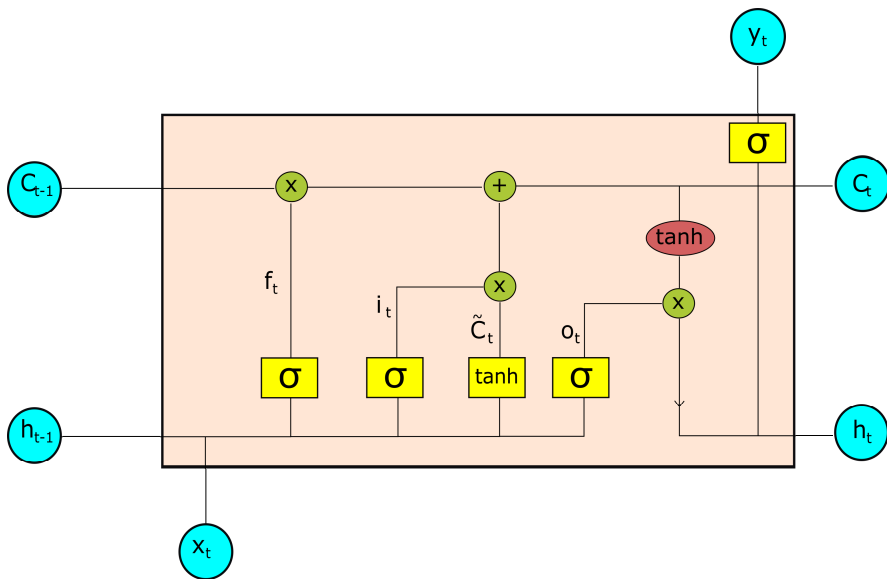 yₜ
σ
Cₜ₋₁ x + Cₜ
tanh
fₜ iₜ x x
C̃ₜ oₜ
σ σ tanh σ
hₜ₋₁ hₜ
xₜ